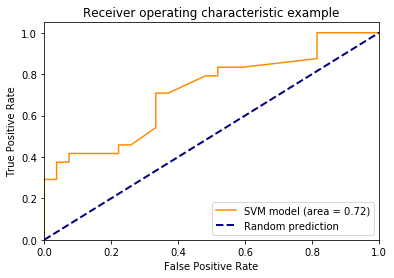 Receiver operating characteristic example
True Positive Rate
1.0
0.8
0.6
0.4
0.2
0.0
SVM model (area = 0.72)
Random prediction
0.0 0.2 0.4 0.6 0.8 1.0
False Positive Rate